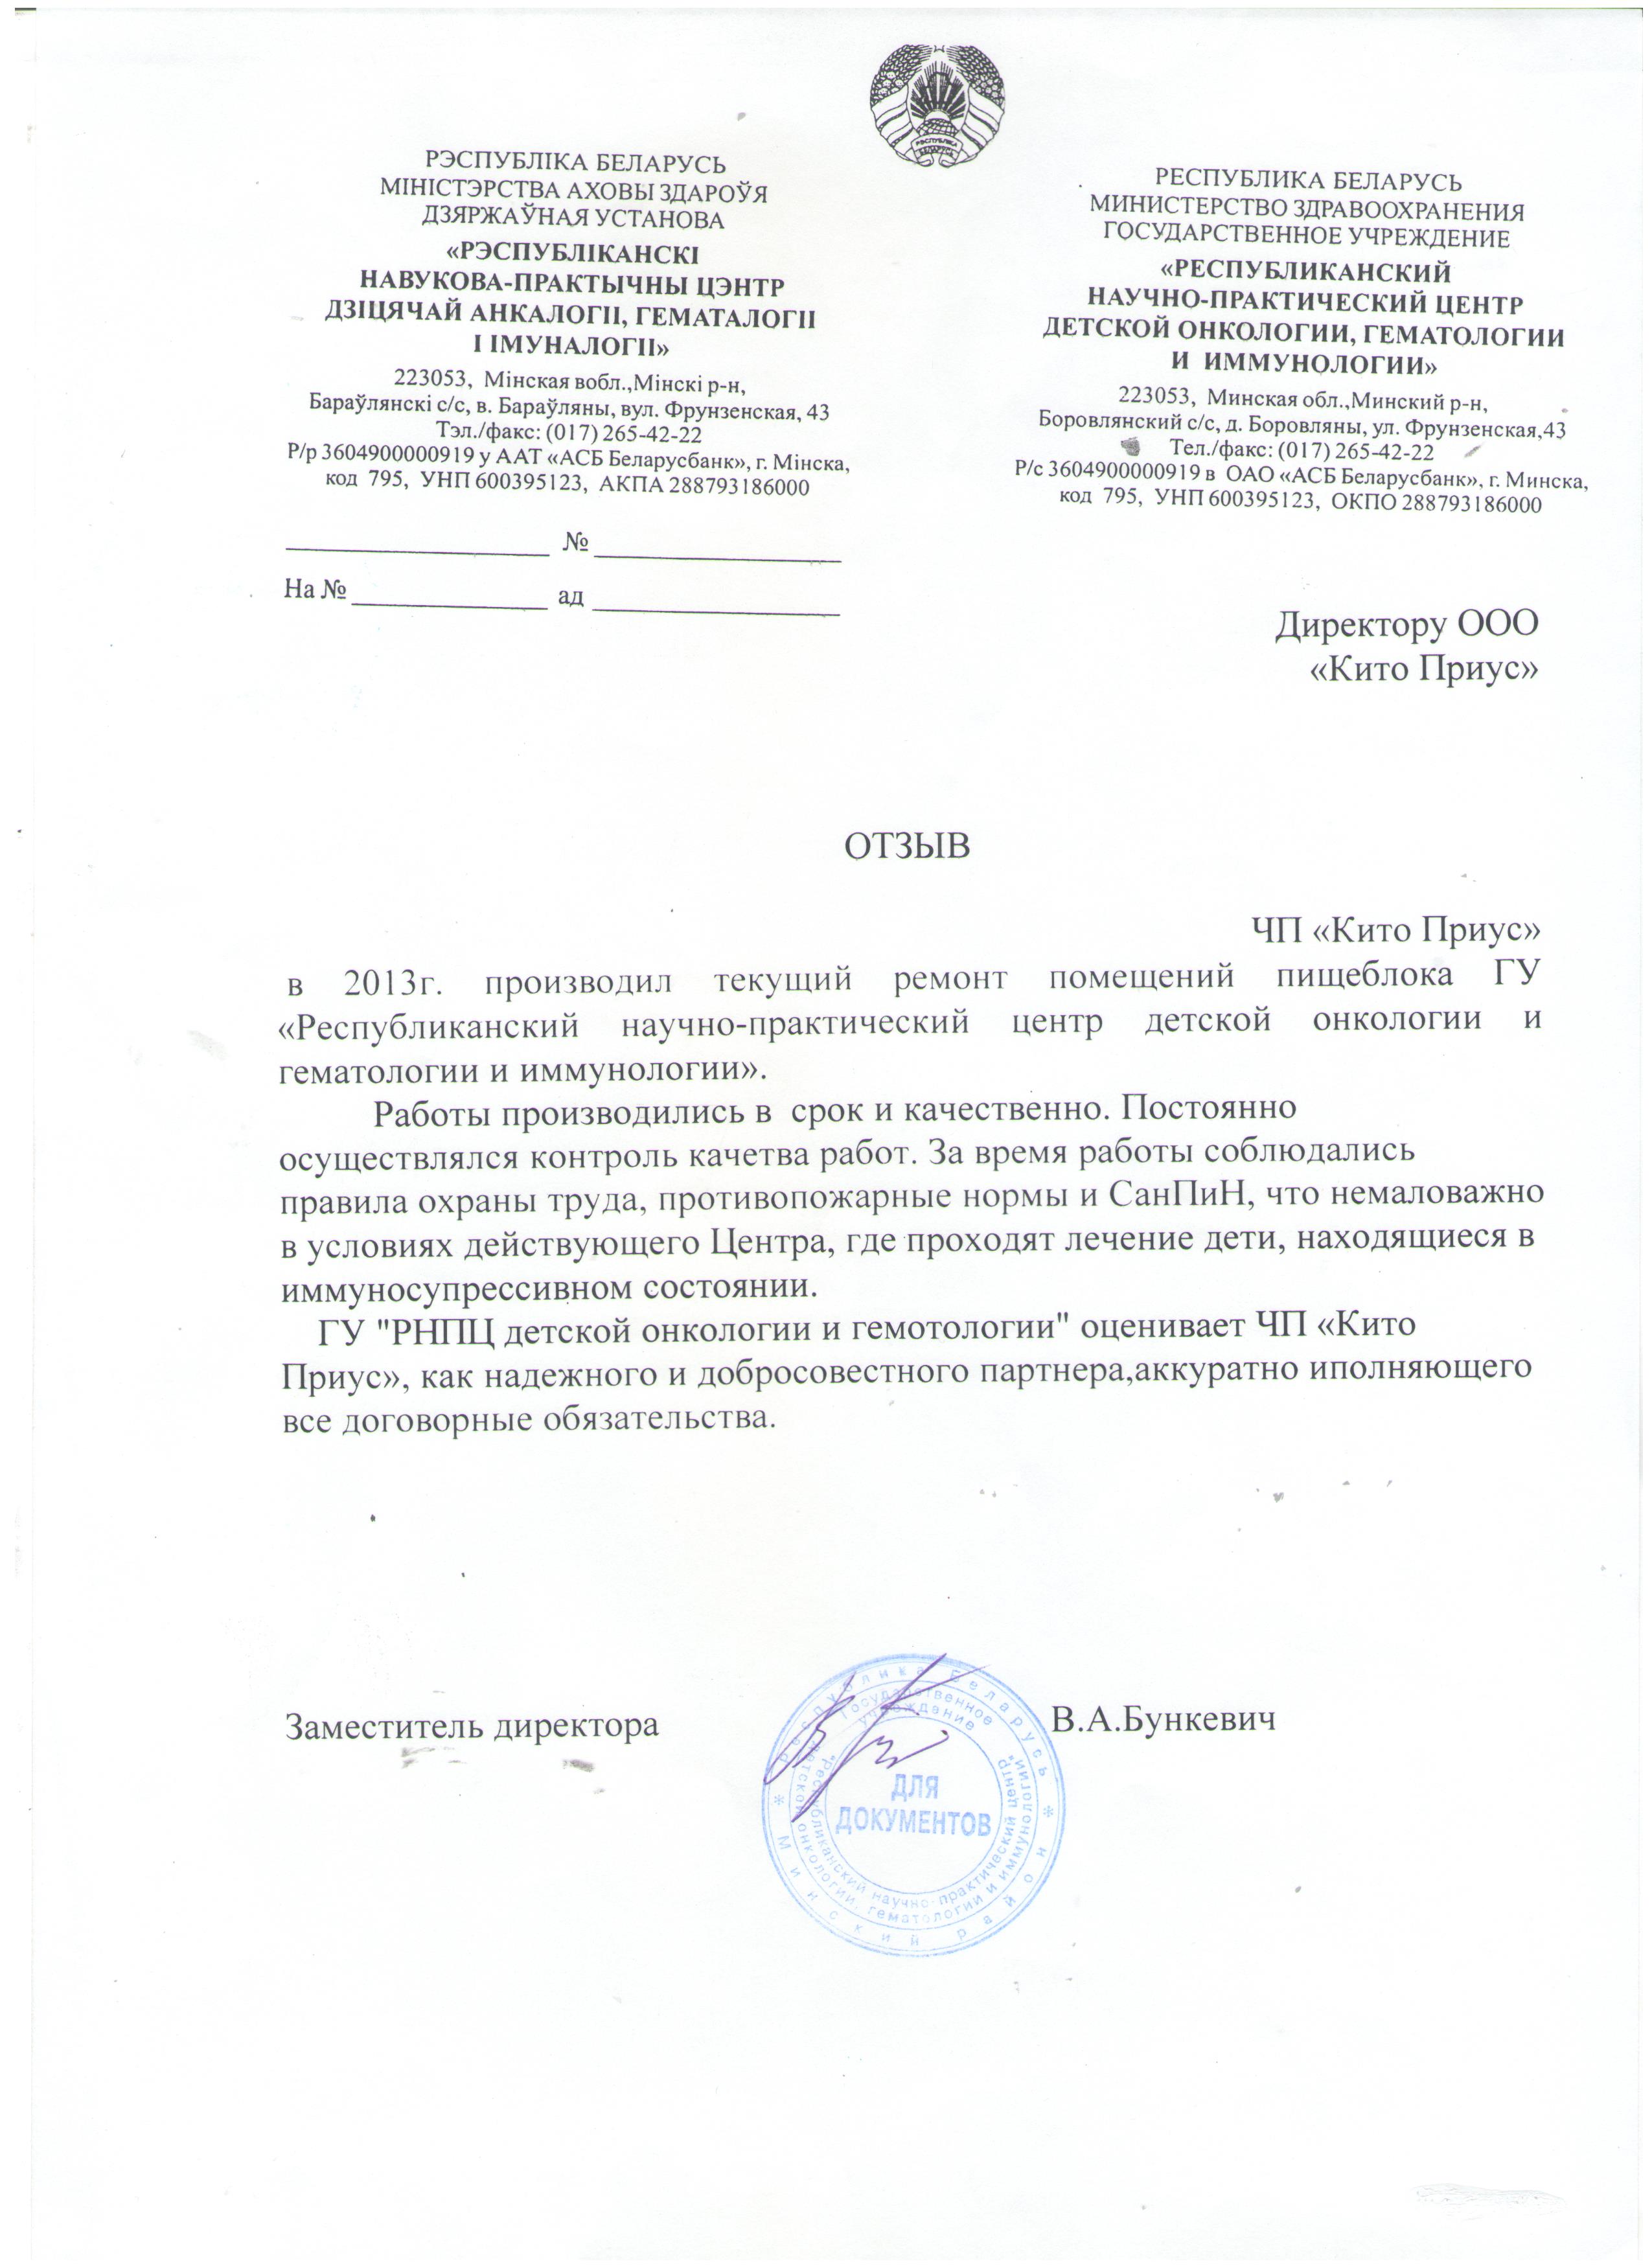 РЭСПУБЛІКА БЕЛАРУСЬ
МІНІСТЭРСТВА АХОВЫ ЗДАРОЎЯ
ДЗЯРЖАЎНАЯ УСТАНОВА
«РЭСПУБЛІКАНСКІ
НАВУКОВА-ПРАКТЫЧНЫ ЦЭНТР
ДЗІЦЯЧАЙ АНКАЛОГІІ, ГЕМАТАЛОГІІ
І ІМУНАЛОГІІ»
223053, Мінская вобл.,Мінскі р-н,
Бараўлянскі с/с, в. Бараўляны, вул. Фрунзенская, 43
Тэл./факс: (017) 265-42-22
Р/р 3604900000919 у ААТ «АСБ Беларусбанк», г. Мінска,
код 795, УНП 600395123, АКПА 288793186000
РЕСПУБЛИКА БЕЛАРУСЬ
МИНИСТЕРСТВО ЗДРАВООХРАНЕНИЯ
ГОСУДАРСТВЕННОЕ УЧРЕЖДЕНИЕ
«РЕСПУБЛИКАНСКИЙ
НАУЧНО-ПРАКТИЧЕСКИЙ ЦЕНТР
ДЕТСКОЙ ОНКОЛОГИИ, ГЕМАТОЛОГИИ
И ИММУНОЛОГИИ»
223053, Минская обл.,Минский р-н,
Боровлянский с/с, д. Боровляны, ул. Фрунзенская,43
Тел./факс: (017) 265-42-22
Р/с 3604900000919 в ОАО «АСБ Беларусбанк», г. Минска,
код 795, УНП 600395123, ОКПО 288793186000
___________________ № __________________
На № ______________ ад __________________
Директору ООО
«Кито Приус»
ОТЗЫВ
ЧП «Кито Приус»
в 2013г. производил текущий ремонт помещений пищеблока ГУ
«Республиканский научно-практический центр детской онкологии и
гематологии и иммунологии».
Работы производились в срок и качественно. Постоянно
осуществлялся контроль качетва работ. За время работы соблюдались
правила охраны труда, противопожарные нормы и СанПиН, что немаловажно
в условиях действующего Центра, где проходят лечение дети, находящиеся в
иммуносупрессивном состоянии.
ГУ "РНПЦ детской онкологии и гемотологии" оценивает ЧП «Кито
Приус», как надежного и добросовестного партнера,аккуратно иполняющего
все договорные обязательства.
Заместитель директора В.А.Бункевич
Республика Беларусь
* Минский район *
Государственное
учреждение
«Республиканский научно-практический центр
детской онкологии, гематологии и иммунологии»
ДЛЯ
ДОКУМЕНТОВ